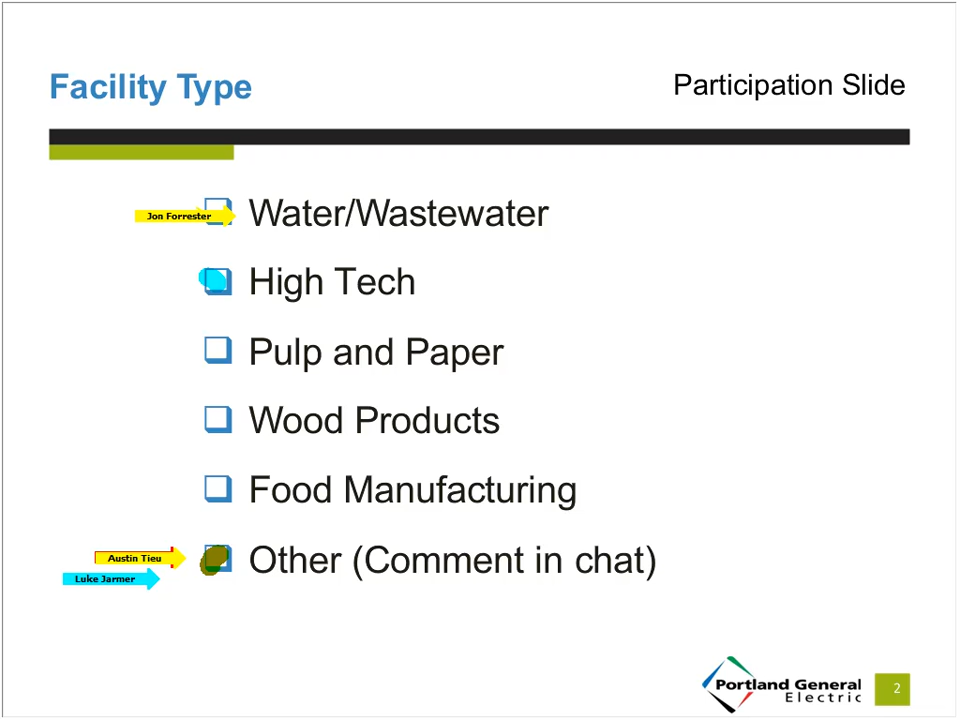 Facility Type
Participation Slide
Jon Forrester
Water/Wastewater
High Tech
Pulp and Paper
Wood Products
Food Manufacturing
Austin Tieu
Other (Comment in chat)
Luke Jarmer
Portland General
Electric
2